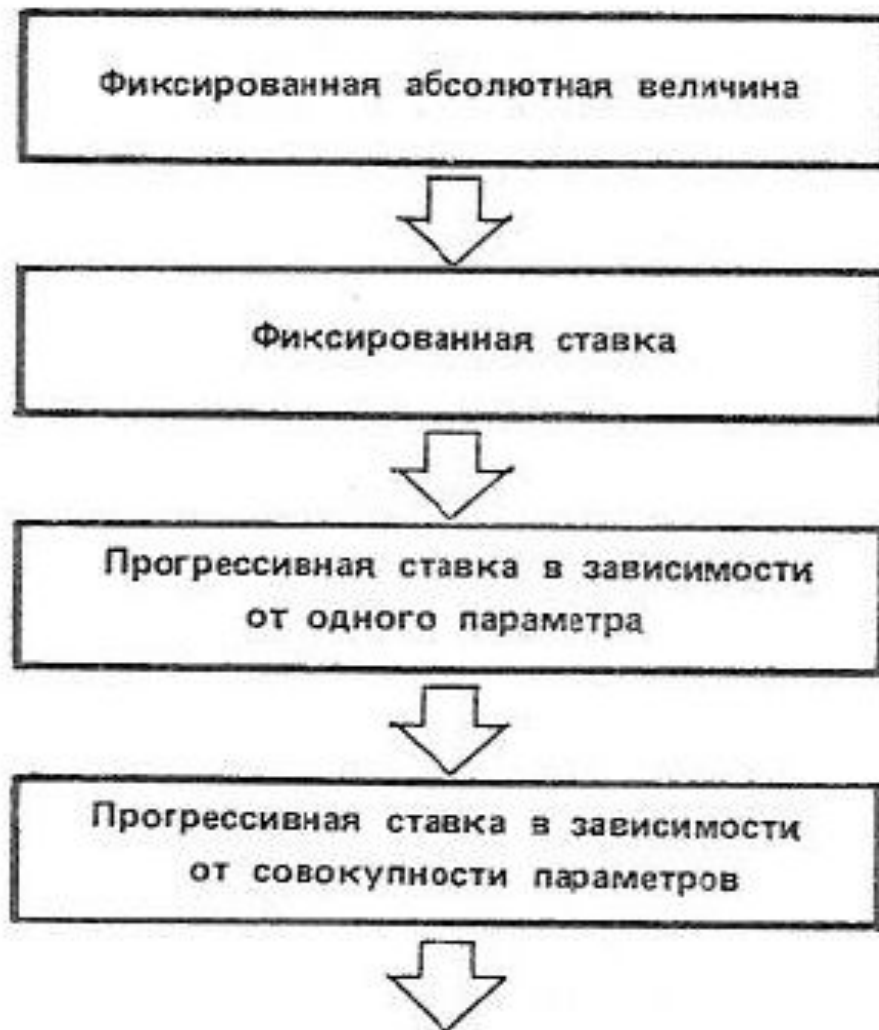 Фиксированная абсолютная величина
Фиксированная ставка
Прогрессивная ставка в зависимости
от одного параметра
Прогрессивная ставка в зависимости
от совокупности параметров